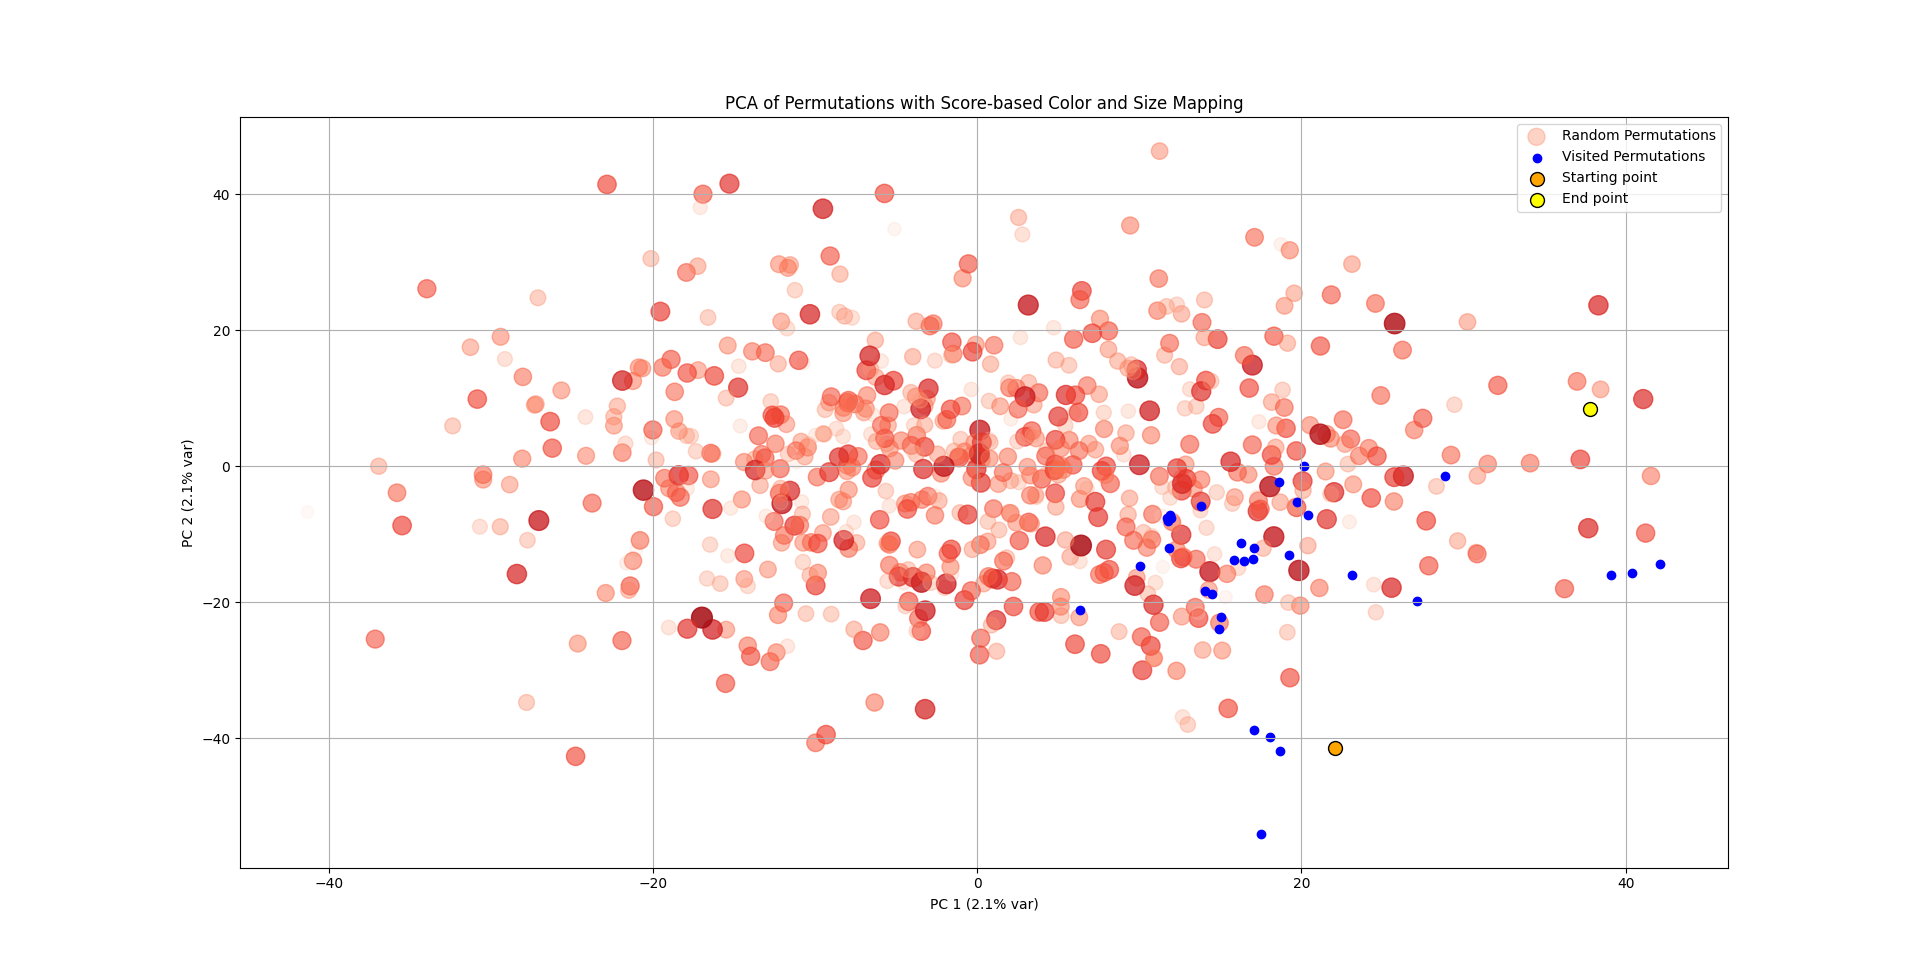 PCA of Permutations with Score-based Color and Size Mapping
Random Permutations
Visited Permutations
Starting point
End point
40
20
0
−20
−40
PC 2 (2.1% var)
−40
−20
0
20
40
PC 1 (2.1% var)